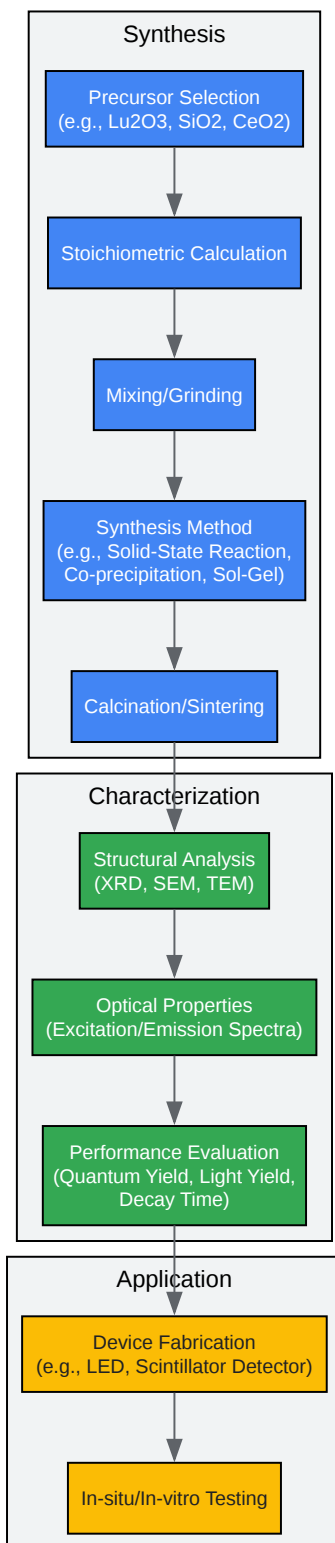 Synthesis
Precursor Selection
(e.g., Lu2O3, SiO2, CeO2)
Stoichiometric Calculation
Mixing/Grinding
Synthesis Method
(e.g., Solid-State Reaction,
Co-precipitation, Sol-Gel)
Calcination/Sintering
Characterization
Structural Analysis
(XRD, SEM, TEM)
Optical Properties
(Excitation/Emission Spectra)
Performance Evaluation
(Quantum Yield, Light Yield,
Decay Time)
Application
Device Fabrication
(e.g., LED, Scintillator Detector)
In-situ/In-vitro Testing